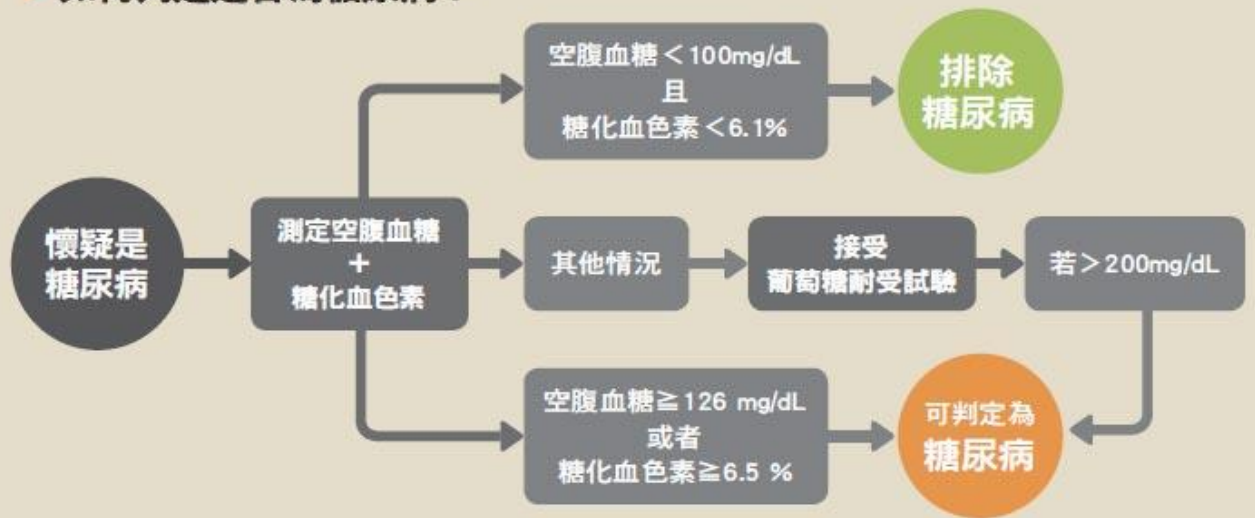 空腹血糖＜100mg/dL
且
糖化血色素＜6.1%
排除
糖尿病
懷疑是
糖尿病
測定空腹血糖
+
糖化血色素
其他情況
接受
葡萄糖耐受試驗
若＞200mg/dL
空腹血糖≧126 mg/dL
或者
糖化血色素≧6.5 %
可判定為
糖尿病